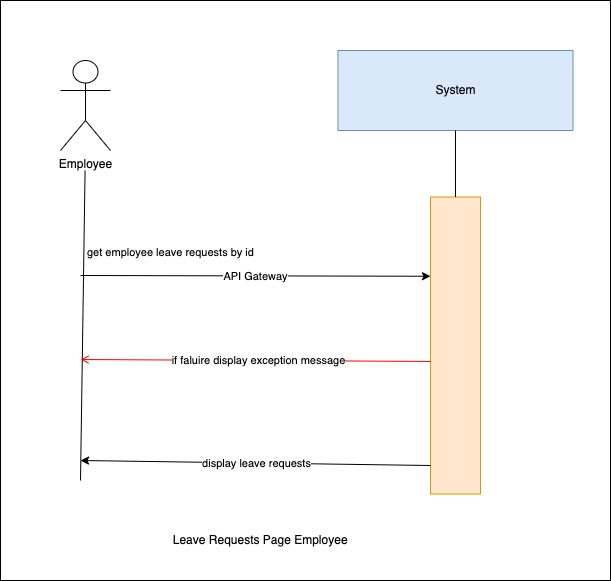 System
Employee
get employee leave requests by id
API Gateway
if faluire display exception message
display leave requests
Leave Requests Page Employee